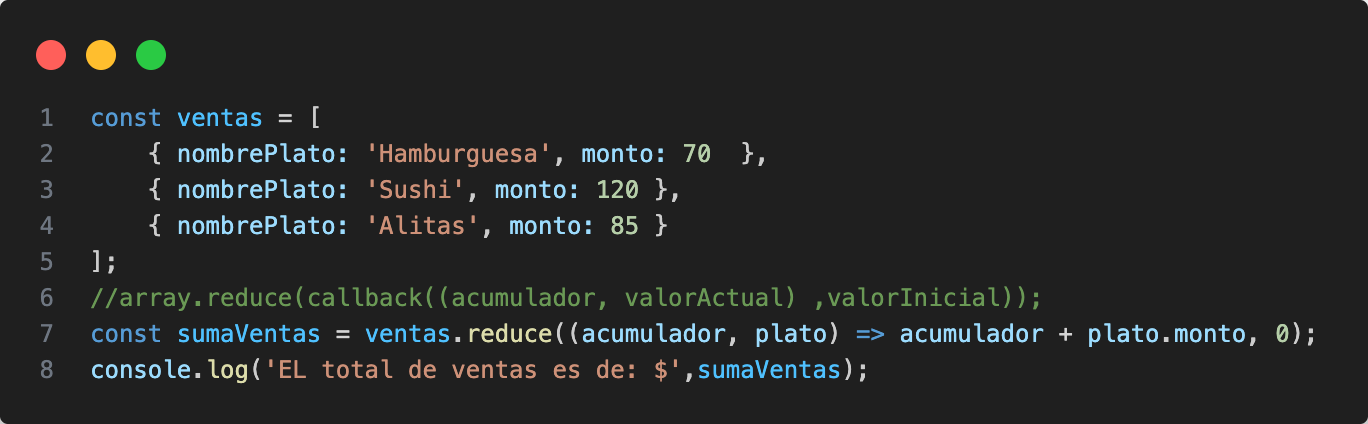 1 const ventas = [
2     { nombrePlato: 'Hamburguesa', monto: 70  },
3     { nombrePlato: 'Sushi', monto: 120 },
4     { nombrePlato: 'Alitas', monto: 85 }
5 ];
6 //array.reduce(callback((acumulador, valorActual) ,valorInicial));
7 const sumaVentas = ventas.reduce((acumulador, plato) => acumulador + plato.monto, 0);
8 console.log('EL total de ventas es de: $',sumaVentas);